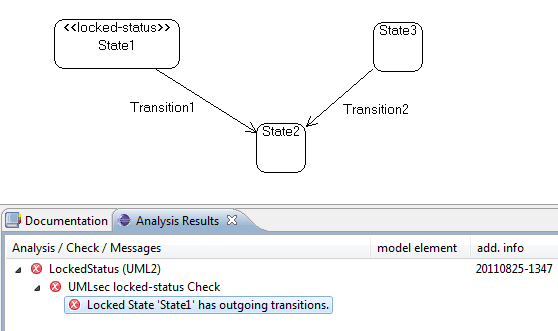 <<locked-status>>
State1
State3
Transition1
Transition2
State2
Documentation
Analysis Results
Analysis / Check / Messages model element add. info
LockedStatus (UML2) 20110825-1347
UMLsec locked-status Check
Locked State 'State1' has outgoing transitions.